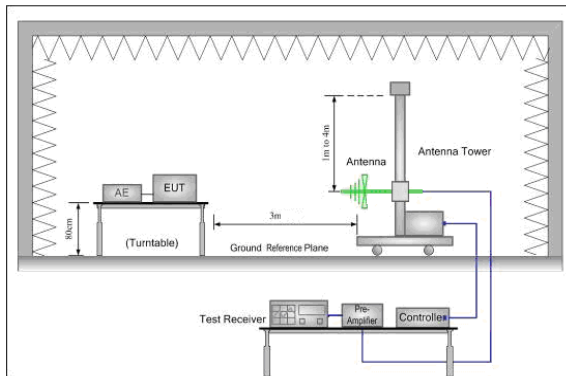 1m to 4m
Antenna
Antenna Tower
AE
EUT
80cm
(Turntable)
3m
Ground Reference Plane
Test Receiver
Pre-
Amplifier
Controller